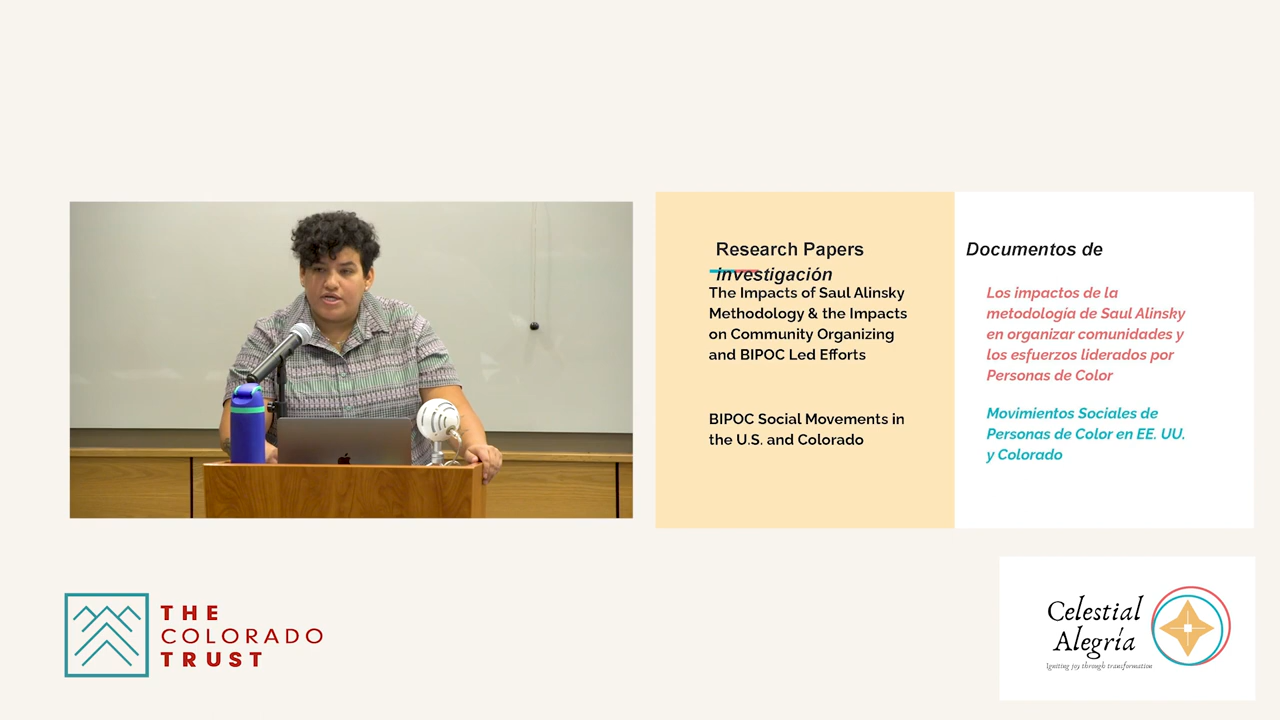 Research Papers
investigación
The Impacts of Saul Alinsky
Methodology & the Impacts
on Community Organizing
and BIPOC Led Efforts
BIPOC Social Movements in
the U.S. and Colorado
Documentos de
Los impactos de la
metodología de Saul Alinsky
en organizar comunidades y
los esfuerzos liderados por
Personas de Color
Movimientos Sociales de
Personas de Color en EE. UU.
y Colorado
THE
COLORADO
TRUST
Celestial
Alegría
Igniting joy through transformation